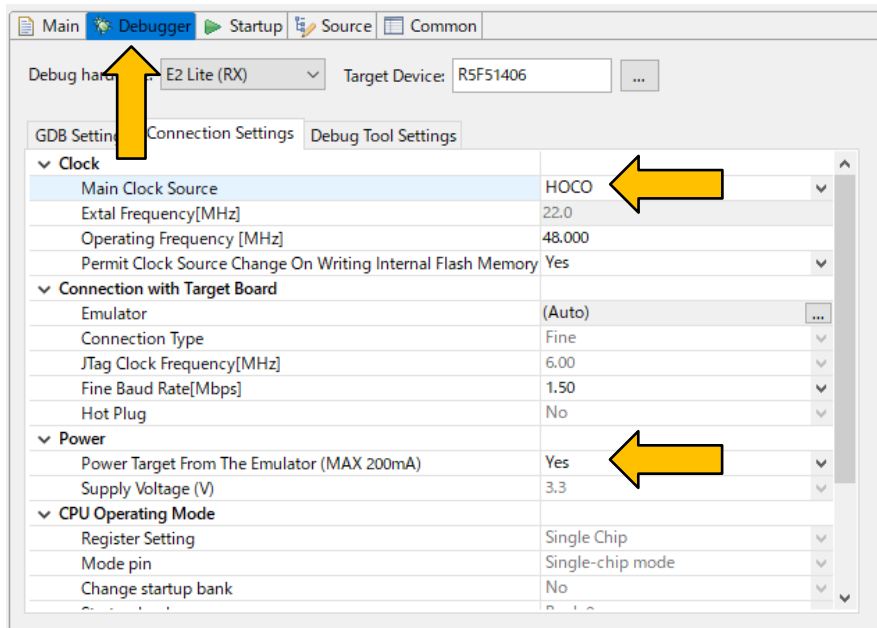 Main Debugger Startup Source Common
Debug har E2 Lite (RX) Target Device: R5F51406 ...
GDB Settin Connection Settings Debug Tool Settings
Clock
Main Clock Source HOCO
Extal Frequency[MHz] 22.0
Operating Frequency [MHz] 48.000
Permit Clock Source Change On Writing Internal Flash Memory Yes
Connection with Target Board
Emulator (Auto) ...
Connection Type Fine
JTag Clock Frequency[MHz] 6.00
Fine Baud Rate[Mbps] 1.50
Hot Plug No
Power
Power Target From The Emulator (MAX 200mA) Yes
Supply Voltage (V) 3.3
CPU Operating Mode
Register Setting Single Chip
Mode pin Single-chip mode
Change startup bank No